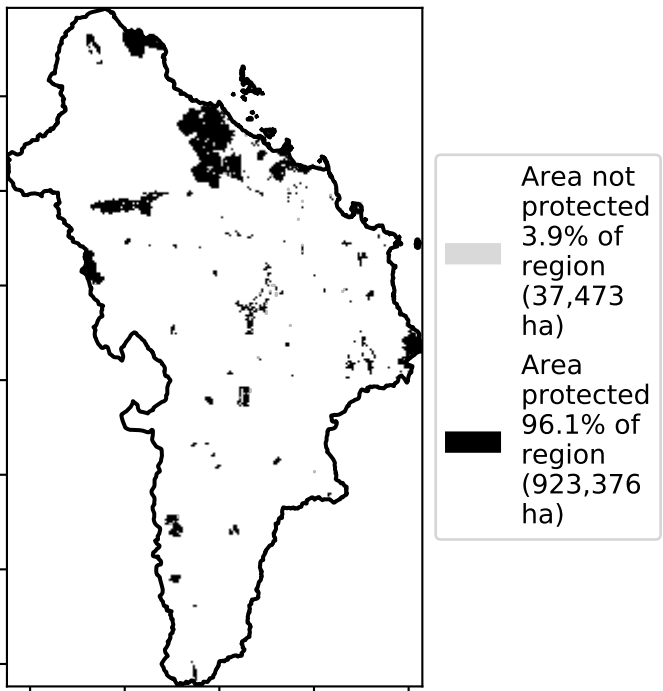 Area not
protected
3.9% of
region
(37,473
ha)
Area
protected
96.1% of
region
(923,376
ha)